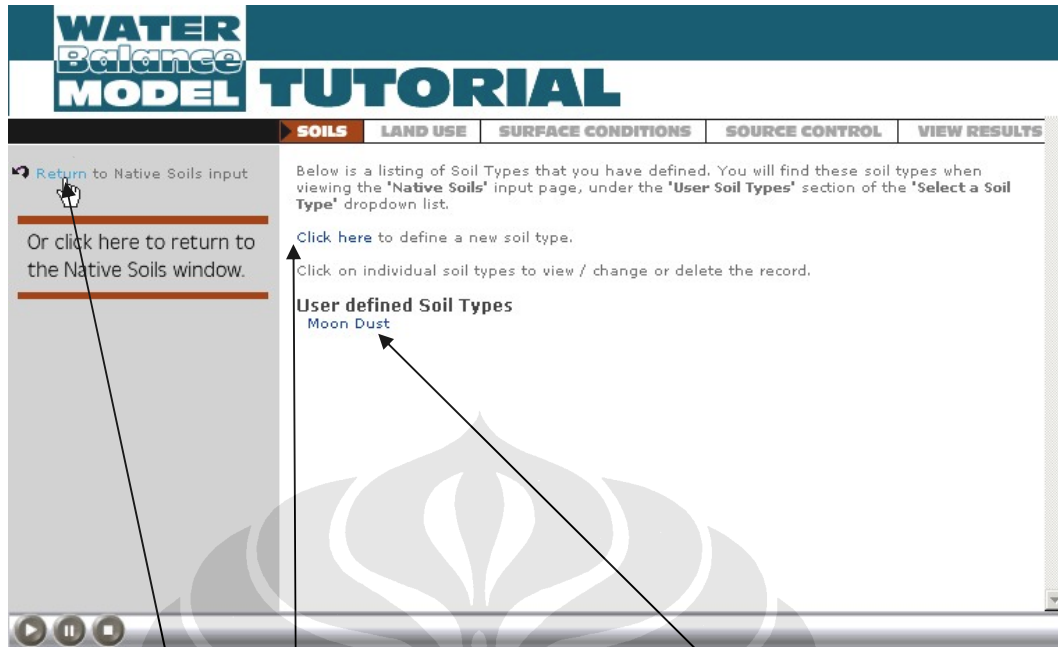 WATER
Balance
MODEL TUTORIAL
SOILS LAND USE SURFACE CONDITIONS SOURCE CONTROL VIEW RESULTS
Return to Native Soils input
Or click here to return to
the Native Soils window.
Below is a listing of Soil Types that you have defined. You will find these soil types when
viewing the 'Native Soils' input page, under the 'User Soil Types' section of the 'Select a Soil
Type' dropdown list.
Click here to define a new soil type.
Click on individual soil types to view / change or delete the record.
User defined Soil Types
Moon Dust